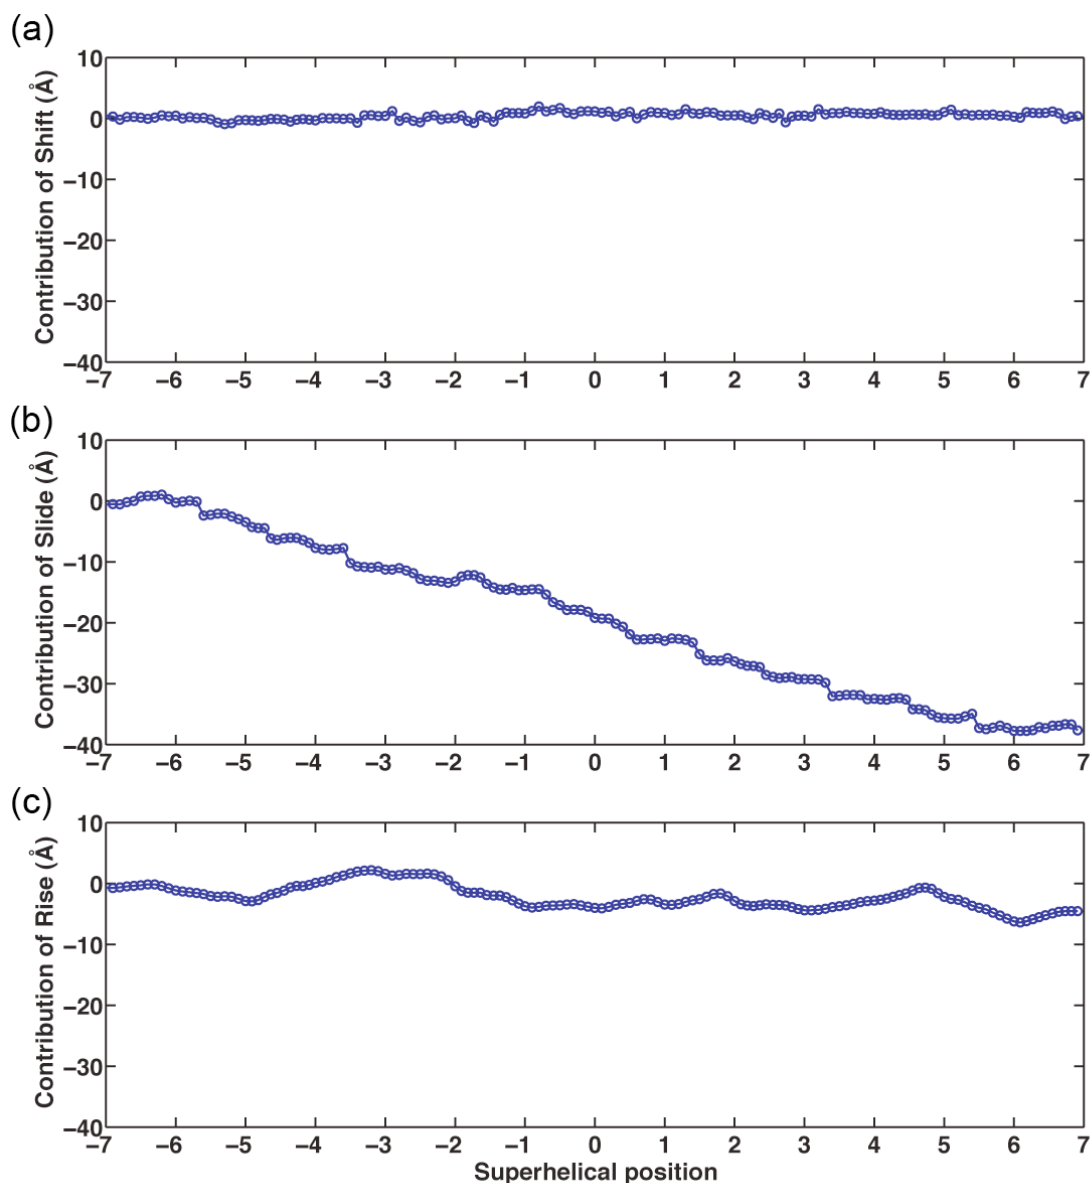 (a)
Contribution of Shift (Å)
10
0
−10
−20
−30
−40
−7 −6 −5 −4 −3 −2 −1 0 1 2 3 4 5 6 7
(b)
Contribution of Slide (Å)
10
0
−10
−20
−30
−40
−7 −6 −5 −4 −3 −2 −1 0 1 2 3 4 5 6 7
(c)
Contribution of Rise (Å)
10
0
−10
−20
−30
−40
−7 −6 −5 −4 −3 −2 −1 0 1 2 3 4 5 6 7
Superhelical position